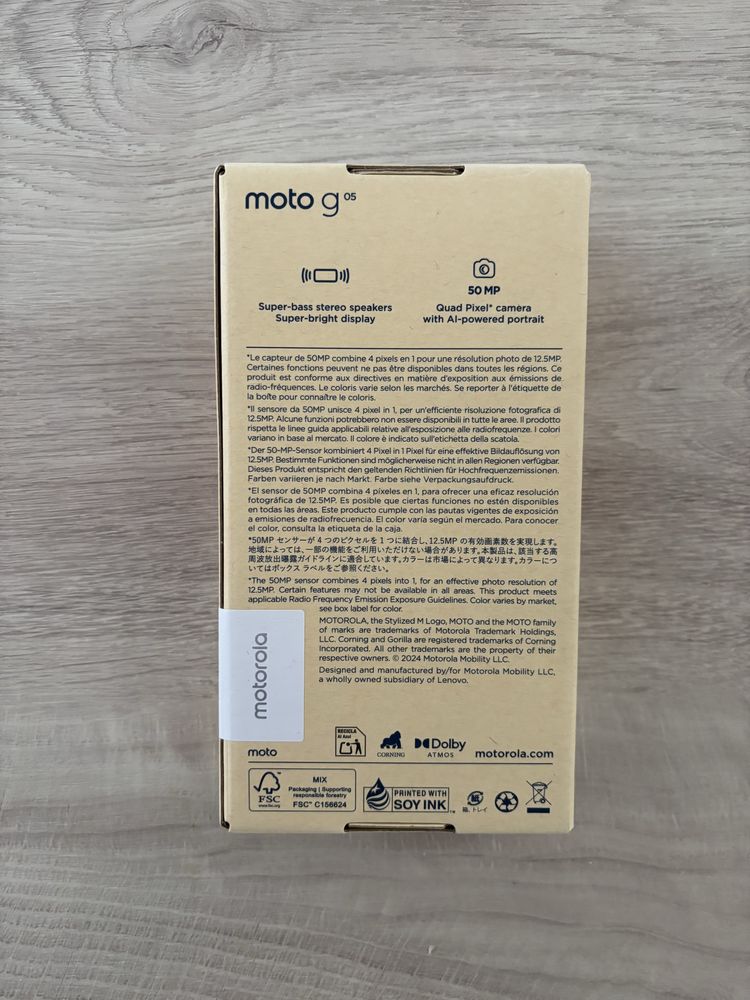 moto g 05
Super-bass stereo speakers
Super-bright display
50 MP
Quad Pixel* camera
with AI-powered portrait
*Le capteur de 50MP combine 4 pixels en 1 pour une résolution photo de 12.5MP.
Certaines fonctions peuvent ne pas être disponibles dans toutes les régions. Ce
produit est conforme aux directives en matière d'exposition aux émissions de
radio-fréquences. Le coloris varie selon les marchés. Se reporter à l'étiquette de
la boîte pour connaître le coloris.
*Il sensore da 50MP unisce 4 pixel in 1, per un'efficiente risoluzione fotografica di
12.5MP. Alcune funzioni potrebbero non essere disponibili in tutte le aree. Il prodotto
rispetta le linee guida applicabili relative all'esposizione alle radiofrequenze. I colori
variano in base al mercato. Il colore è indicato sull'etichetta della scatola.
*Der 50-MP-Sensor kombiniert 4 Pixel in 1 Pixel für eine effektive Bildauflösung von
12.5MP. Bestimmte Funktionen sind möglicherweise nicht in allen Regionen verfügbar.
Dieses Produkt entspricht den geltenden Richtlinien für Hochfrequenzemissionen.
Farben variieren je nach Markt. Farbe siehe Verpackungsaufdruck.
*El sensor de 50MP combina 4 píxeles en 1, para ofrecer una eficaz resolución
fotográfica de 12.5MP. Es posible que ciertas funciones no estén disponibles
en todas las áreas. Este producto cumple con las pautas vigentes de exposición
a emisiones de radiofrecuencia. El color varía según el mercado. Para conocer
el color, consulta la etiqueta de la caja.
*50MP センサーが 4 つのピクセルを 1 つに結合し、12.5MP の有効画素数を実現します。
地域によっては、一部の機能をご利用いただけない場合があります。本製品は、該当する高
周波放出曝露ガイドラインに適合しています。カラーは市場によって異なります。カラーにつ
いてはボックス ラベルをご参照ください。
*The 50MP sensor combines 4 pixels into 1, for an effective photo resolution of
12.5MP. Certain features may not be available in all areas. This product meets
applicable Radio Frequency Emission Exposure Guidelines. Color varies by market,
see box label for color.
MOTOROLA, the Stylized M Logo, MOTO and the MOTO family
of marks are trademarks of Motorola Trademark Holdings,
LLC. Corning and Gorilla are registered trademarks of Corning
Incorporated. All other trademarks are the property of their
respective owners. © 2024 Motorola Mobility LLC.
Designed and manufactured by/for Motorola Mobility LLC,
a wholly owned subsidiary of Lenovo.
motorola
moto
RECICLA
Al Azul
CORNING
Dolby
ATMOS
motorola.com
FSC
www.fsc.org
MIX
Packaging | Supporting
responsible forestry
FSC™ C156624
PRINTED WITH
SOY INK™
紙
箱、トレイ